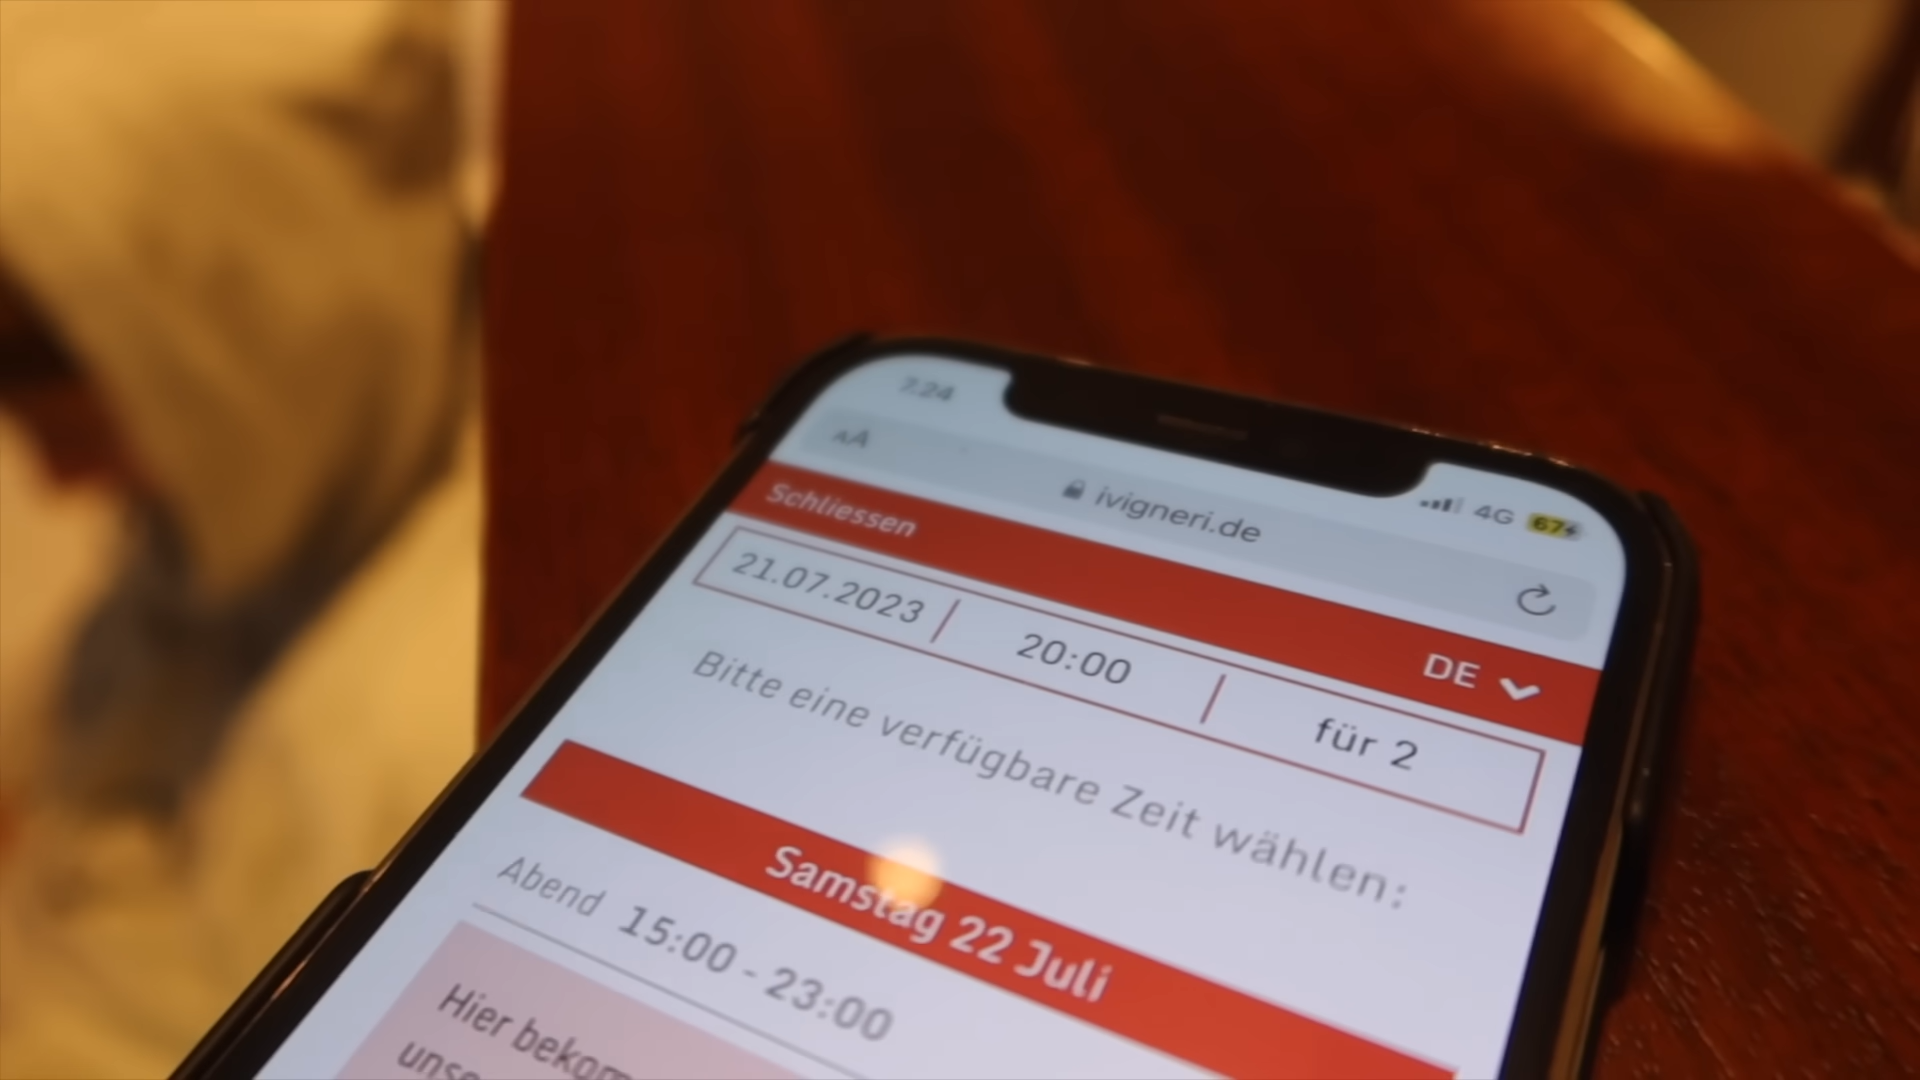 7.24
4G 67
AA ivigneri.de
Schliessen DE
21.07.2023 20:00 für 2
Bitte eine verfügbare Zeit wählen:
Samstag 22 Juli
Abend 15:00 - 23:00
Hier